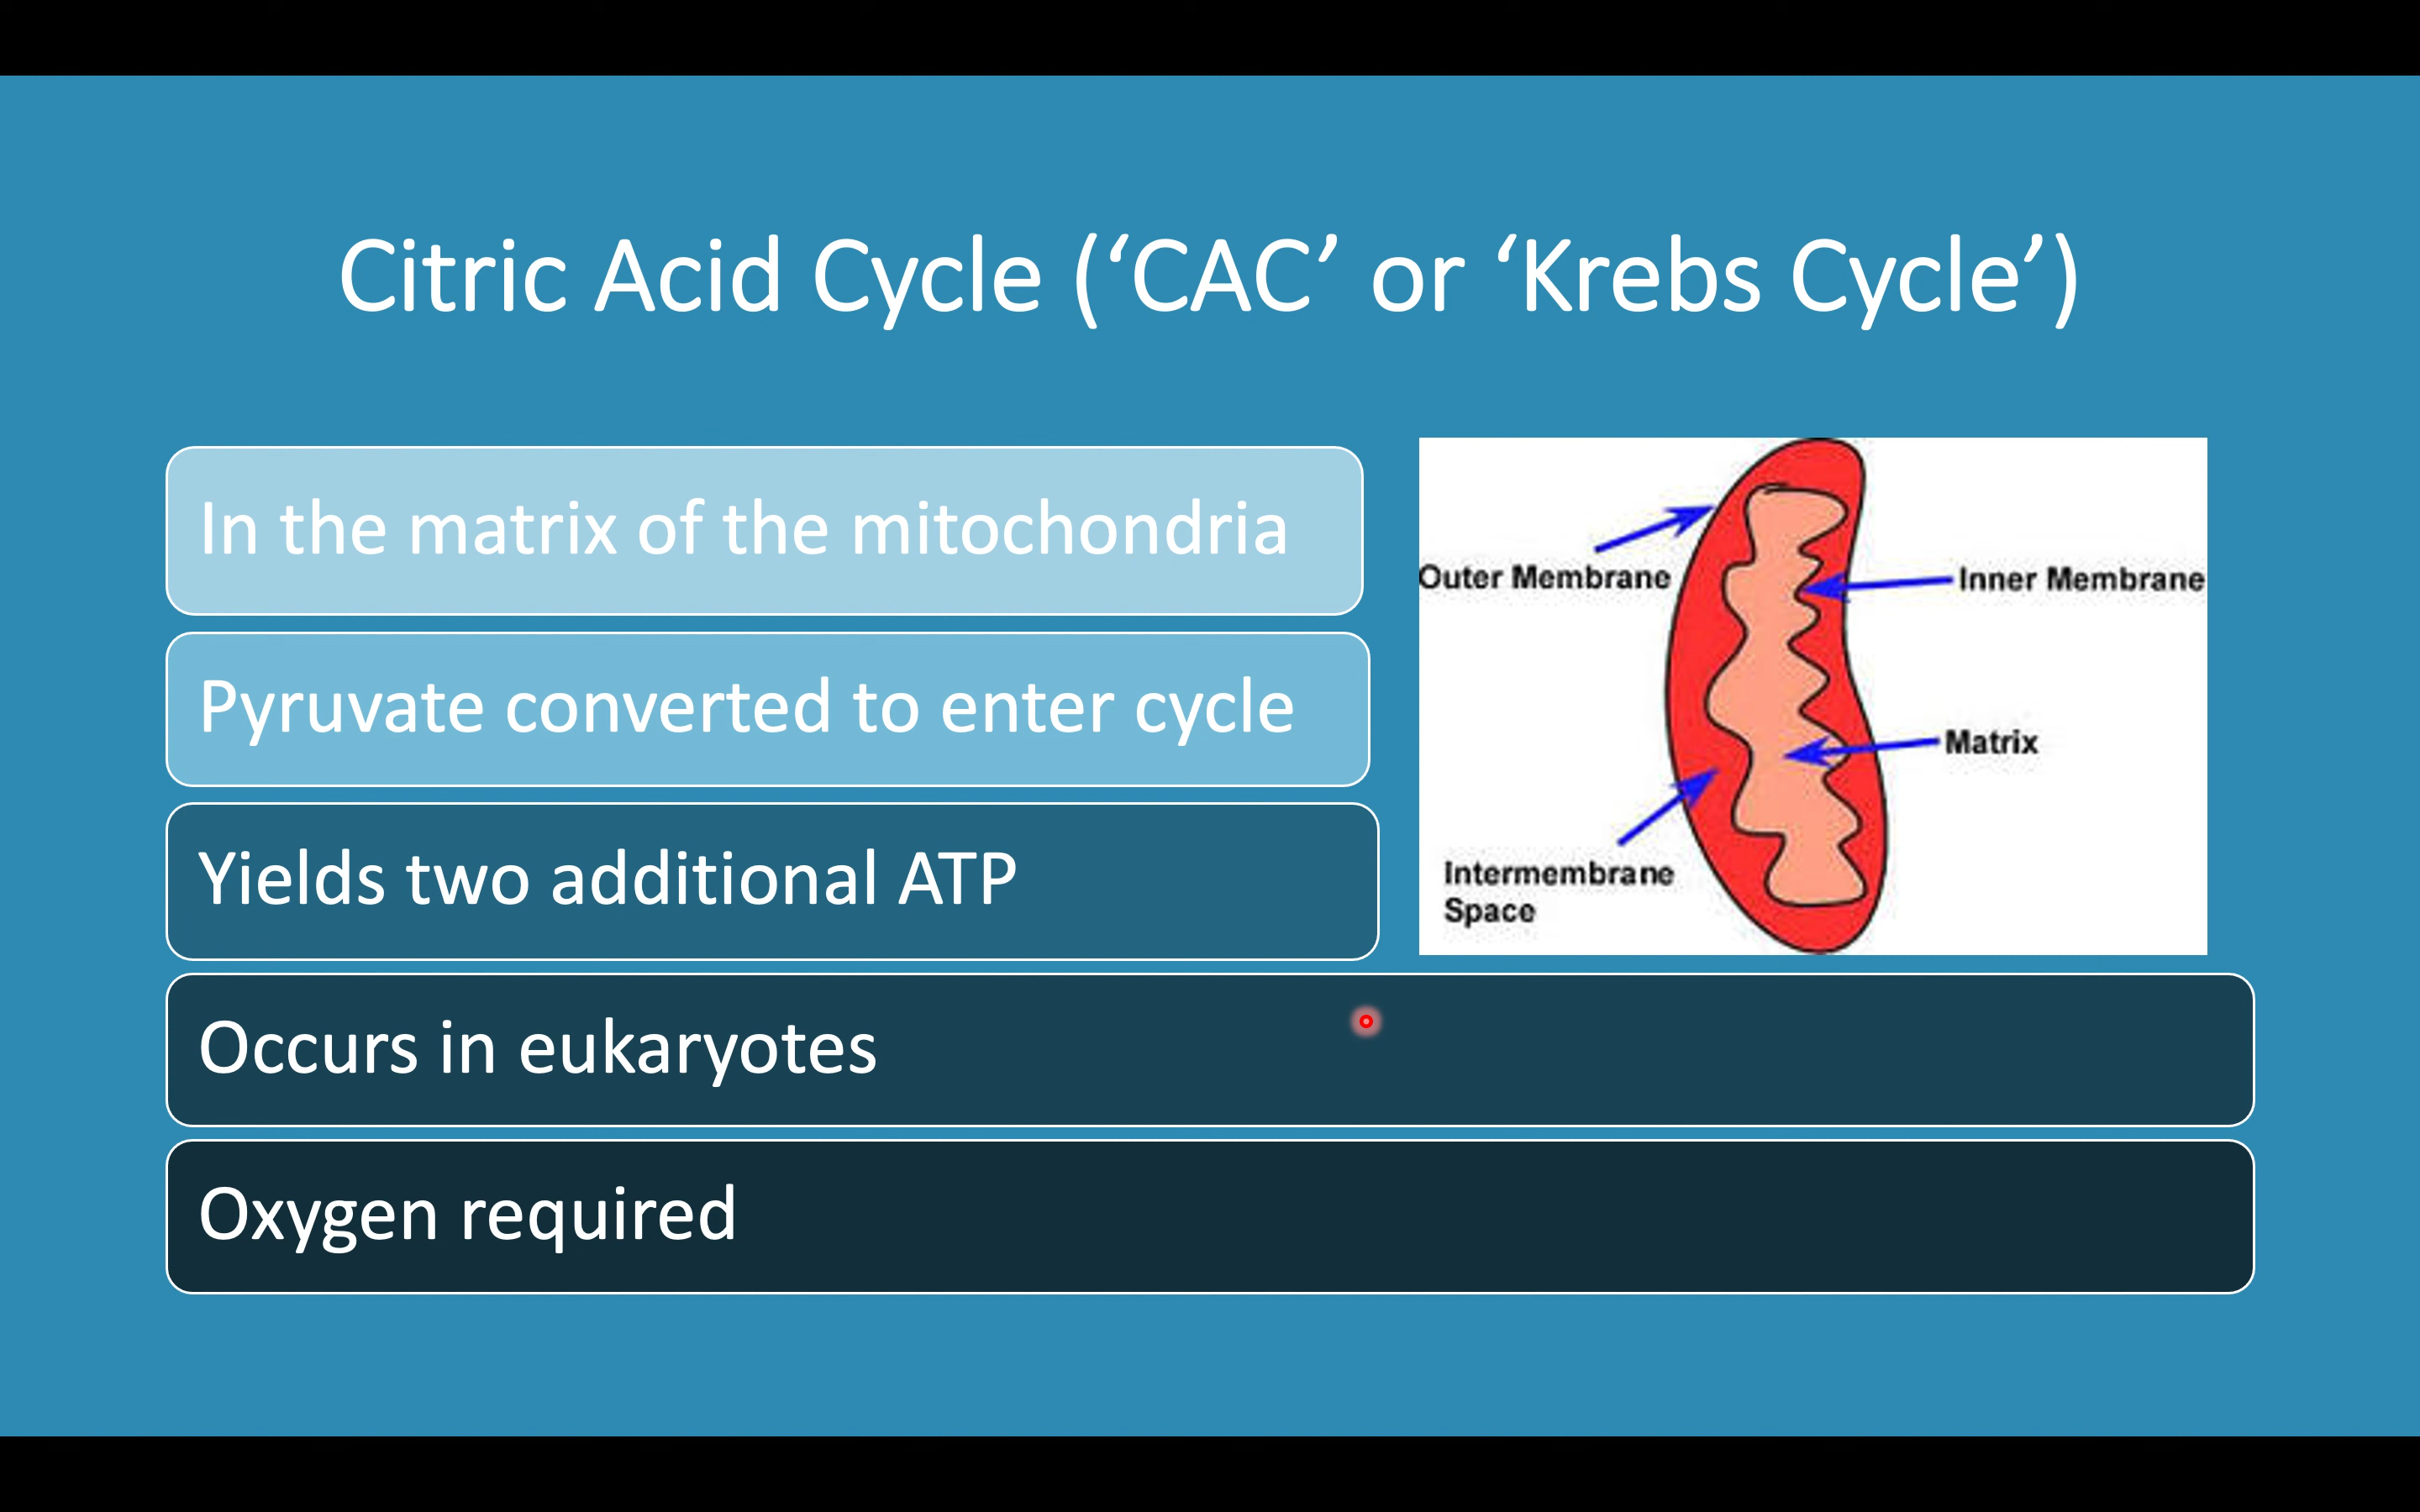 Citric Acid Cycle (‘CAC’ or ‘Krebs Cycle’)
In the matrix of the mitochondria
Pyruvate converted to enter cycle
Yields two additional ATP
Occurs in eukaryotes
Oxygen required
Outer Membrane
Inner Membrane
Matrix
Intermembrane
Space